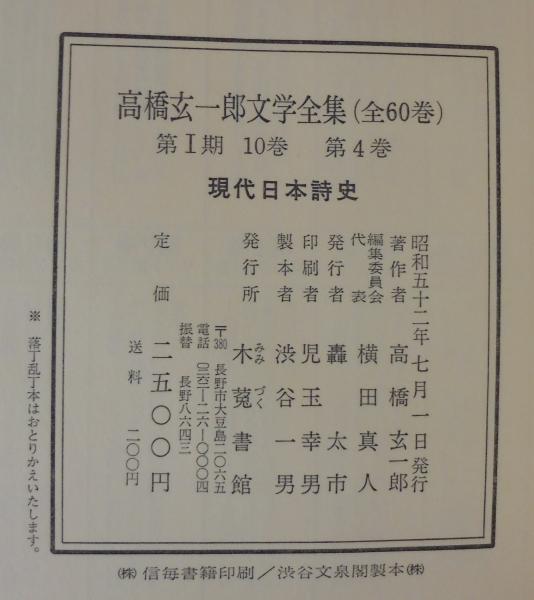 高橋玄一郎文学全集(全60巻)
第Ⅰ期 10巻 第4巻
現代日本詩史
昭和五十二年七月一日発行
著作者 高橋玄一郎
編集委員会代表 横田真人
発行者 轟太市
印刷者 児玉幸男
製本者 渋谷一男
発行所 木菟書館
みみづく
〒380 長野市大豆島二〇六五
電話 〇二六二―二六―〇〇〇四
振替 長野八六四三
定価 二五〇〇円
送料 二〇〇円
※ 落丁乱丁本はおとりかえいたします。
㈱ 信毎書籍印刷/渋谷文泉閣製本㈱